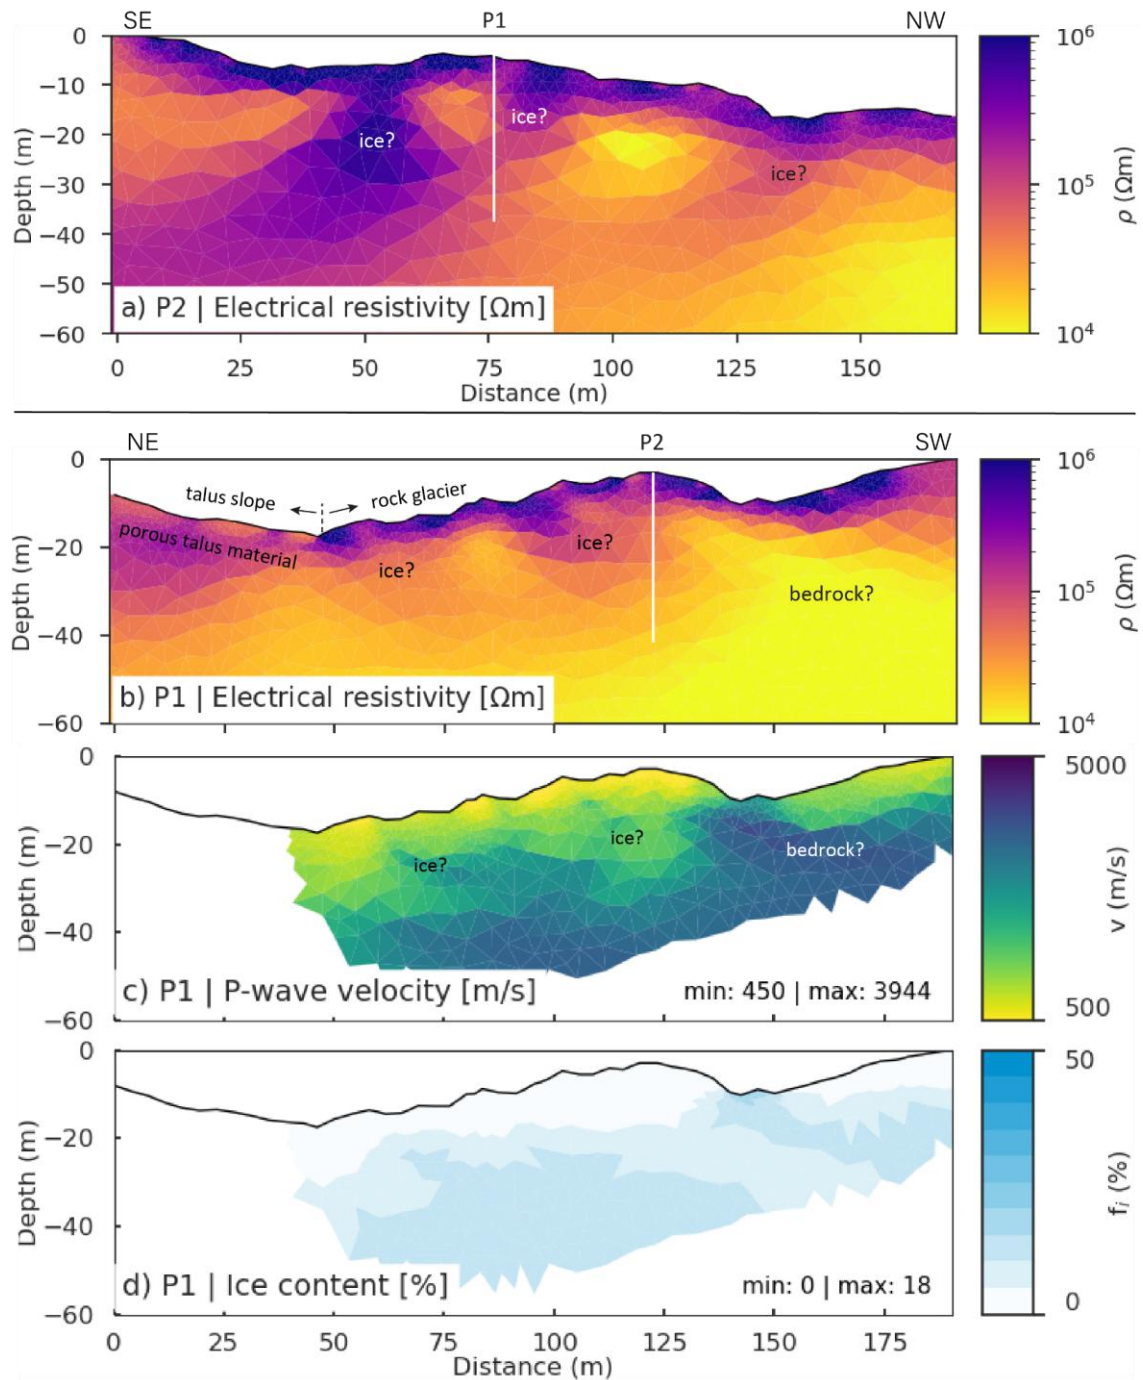 SE P1 NW
0
−10
−20
−30
−40
−50
−60
Depth (m)
ice?
ice?
ice?
a) P2 | Electrical resistivity [Ωm]
0 25 50 75 100 125 150
Distance (m)
10⁶
10⁵
10⁴
ρ (Ωm)
NE P2 SW
0
−20
−40
−60
Depth (m)
talus slope
rock glacier
porous talus material
ice?
ice?
bedrock?
b) P1 | Electrical resistivity [Ωm]
10⁶
10⁵
10⁴
ρ (Ωm)
0
−20
−40
−60
Depth (m)
ice?
ice?
bedrock?
c) P1 | P-wave velocity [m/s]
min: 450 | max: 3944
5000
500
v (m/s)
0
−20
−40
−60
Depth (m)
d) P1 | Ice content [%]
min: 0 | max: 18
50
0
fᵢ (%)
0 25 50 75 100 125 150 175
Distance (m)